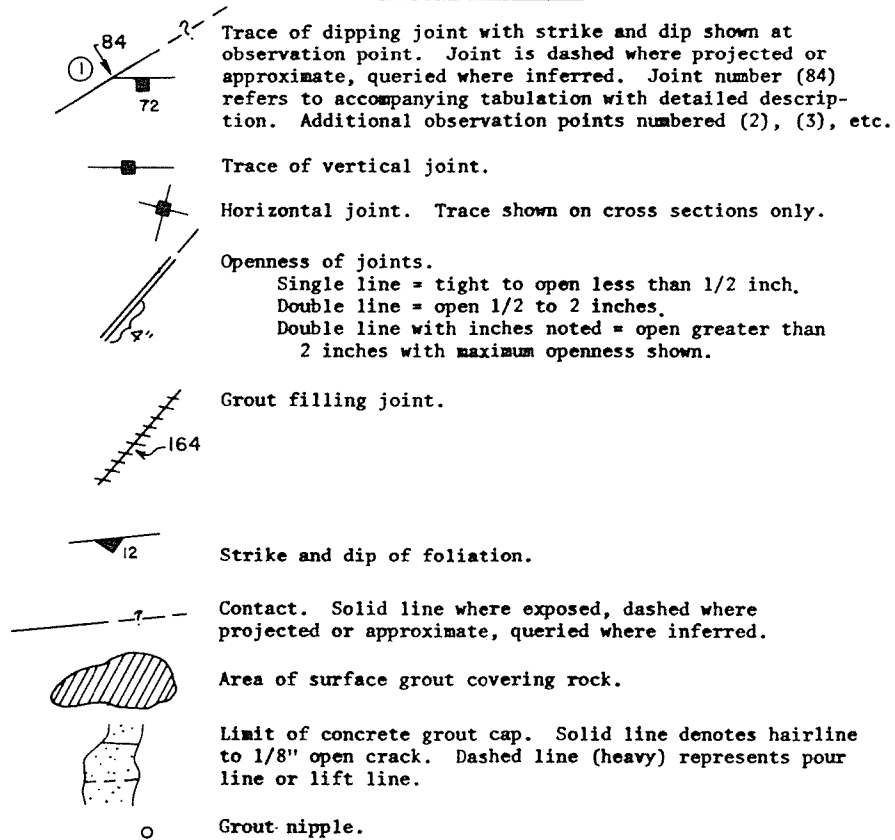 ? 84 Trace of dipping joint with strike and dip shown at
observation point. Joint is dashed where projected or
1 approximate, queried where inferred. Joint number (84)
72 refers to accompanying tabulation with detailed descrip-
tion. Additional observation points numbered (2), (3), etc.
Trace of vertical joint.
Horizontal joint. Trace shown on cross sections only.
Openness of joints.
Single line = tight to open less than 1/2 inch.
Double line = open 1/2 to 2 inches.
4" Double line with inches noted = open greater than
2 inches with maximum openness shown.
Grout filling joint.
164
12 Strike and dip of foliation.
? Contact. Solid line where exposed, dashed where
projected or approximate, queried where inferred.
Area of surface grout covering rock.
Limit of concrete grout cap. Solid line denotes hairline
to 1/8" open crack. Dashed line (heavy) represents pour
line or lift line.
Grout nipple.